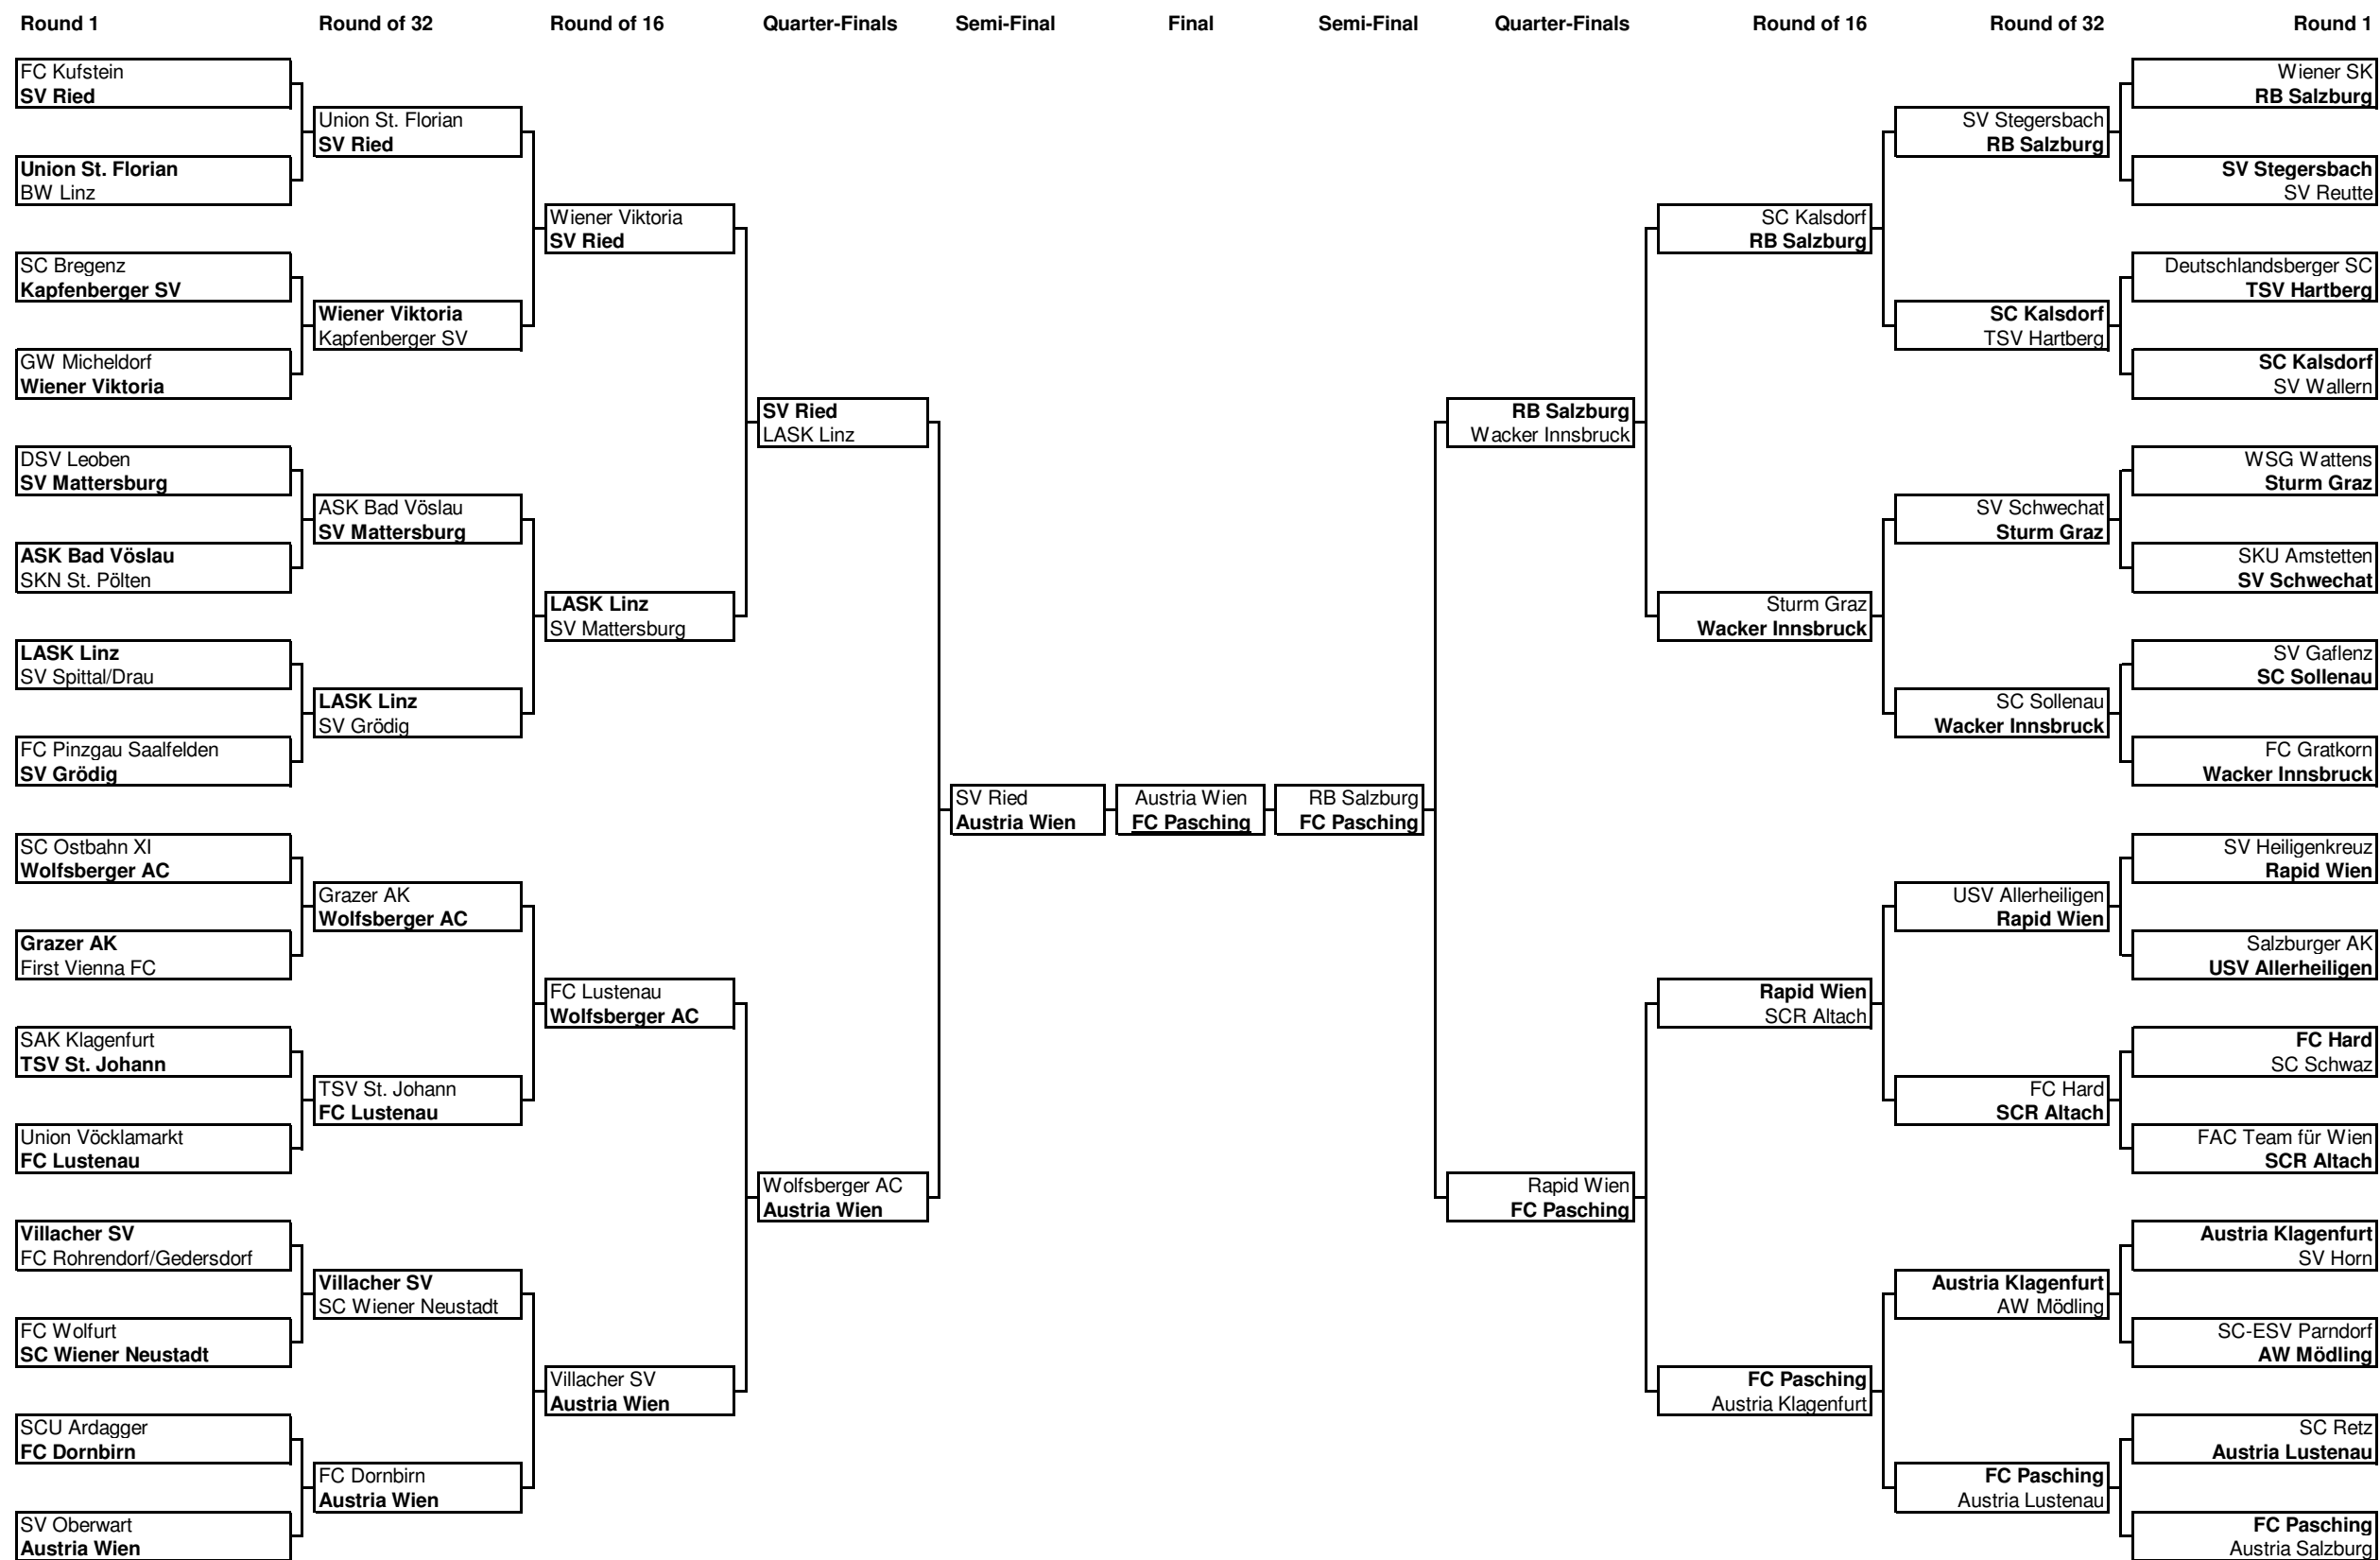 Round 1
Round of 32
Round of 16
Quarter-Finals
Semi-Final
Final
Semi-Final
Quarter-Finals
Round of 16
Round of 32
Round 1
FC Kufstein
SV Ried
Union St. Florian
BW Linz
SC Bregenz
Kapfenberger SV
GW Micheldorf
Wiener Viktoria
DSV Leoben
SV Mattersburg
ASK Bad Vöslau
SKN St. Pölten
LASK Linz
SV Spittal/Drau
FC Pinzgau Saalfelden
SV Grödig
SC Ostbahn XI
Wolfsberger AC
Grazer AK
First Vienna FC
SAK Klagenfurt
TSV St. Johann
Union Vöcklamarkt
FC Lustenau
Villacher SV
FC Rohrendorf/Gedersdorf
FC Wolfurt
SC Wiener Neustadt
SCU Ardagger
FC Dornbirn
SV Oberwart
Austria Wien
Union St. Florian
SV Ried
Wiener Viktoria
Kapfenberger SV
ASK Bad Vöslau
SV Mattersburg
LASK Linz
SV Grödig
Grazer AK
Wolfsberger AC
TSV St. Johann
FC Lustenau
Villacher SV
SC Wiener Neustadt
FC Dornbirn
Austria Wien
Wiener Viktoria
SV Ried
LASK Linz
SV Mattersburg
FC Lustenau
Wolfsberger AC
Villacher SV
Austria Wien
SV Ried
LASK Linz
Wolfsberger AC
Austria Wien
SV Ried
Austria Wien
Austria Wien
FC Pasching
RB Salzburg
FC Pasching
RB Salzburg
Wacker Innsbruck
Rapid Wien
FC Pasching
SC Kalsdorf
RB Salzburg
Sturm Graz
Wacker Innsbruck
Rapid Wien
SCR Altach
FC Pasching
Austria Klagenfurt
SV Stegersbach
RB Salzburg
SC Kalsdorf
TSV Hartberg
SV Schwechat
Sturm Graz
SC Sollenau
Wacker Innsbruck
USV Allerheiligen
Rapid Wien
FC Hard
SCR Altach
Austria Klagenfurt
AW Mödling
FC Pasching
Austria Lustenau
Wiener SK
RB Salzburg
SV Stegersbach
SV Reutte
Deutschlandsberger SC
TSV Hartberg
SC Kalsdorf
SV Wallern
WSG Wattens
Sturm Graz
SKU Amstetten
SV Schwechat
SV Gaflenz
SC Sollenau
FC Gratkorn
Wacker Innsbruck
SV Heiligenkreuz
Rapid Wien
Salzburger AK
USV Allerheiligen
FC Hard
SC Schwaz
FAC Team für Wien
SCR Altach
Austria Klagenfurt
SV Horn
SC-ESV Parndorf
AW Mödling
SC Retz
Austria Lustenau
FC Pasching
Austria Salzburg